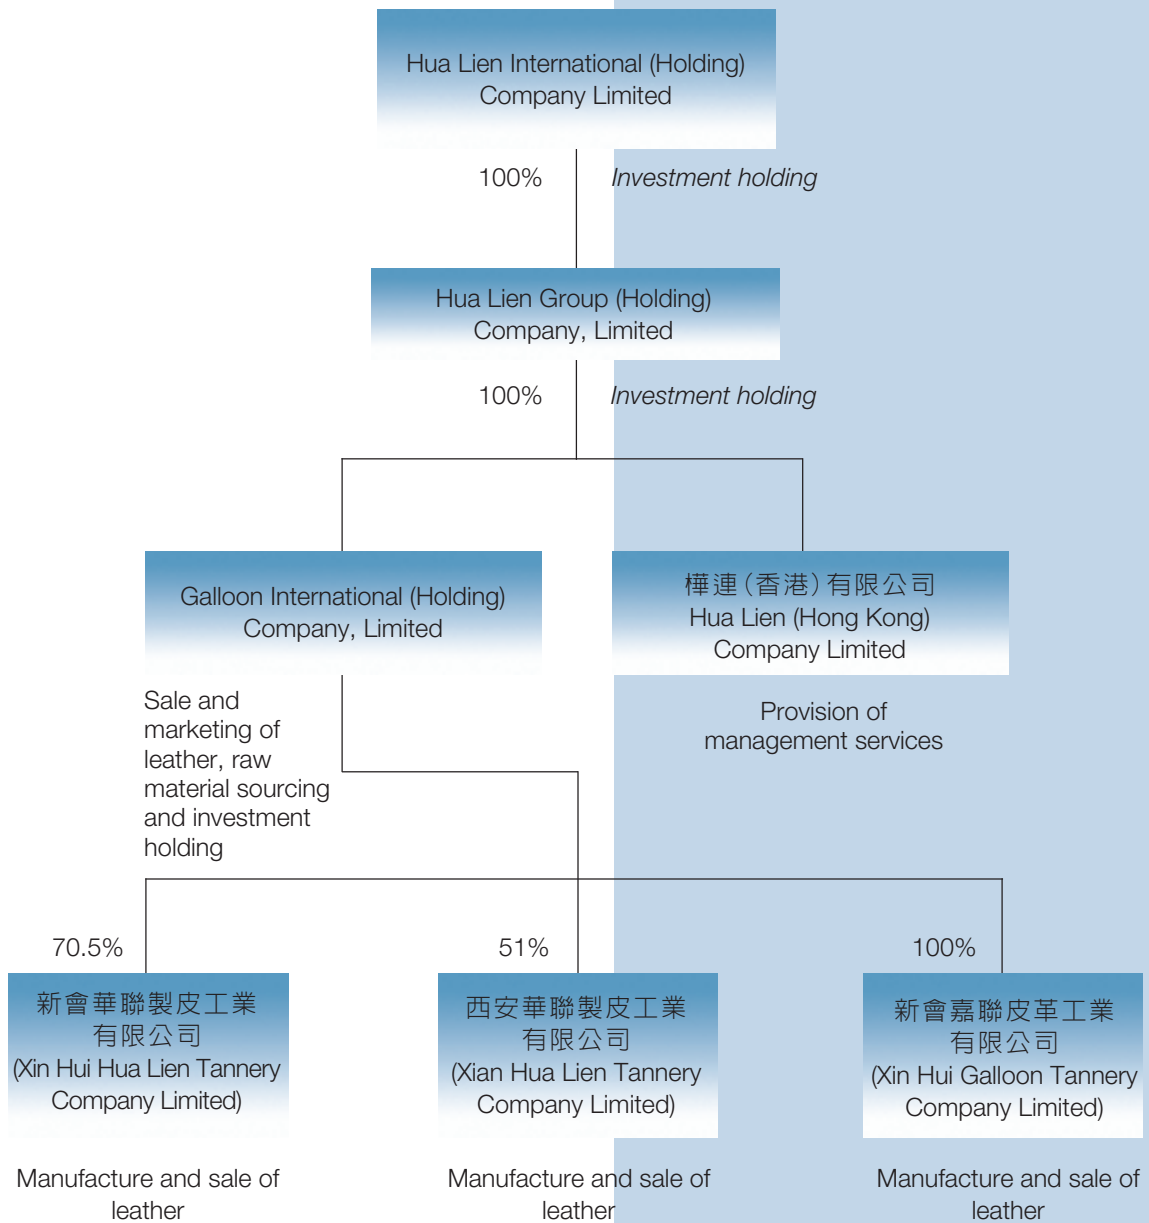 Hua Lien International (Holding)
Company Limited
100%
Investment holding
Hua Lien Group (Holding)
Company, Limited
100%
Investment holding
Galloon International (Holding)
Company, Limited
樺連(香港)有限公司
Hua Lien (Hong Kong)
Company Limited
Sale and
marketing of
leather, raw
material sourcing
and investment
holding
Provision of
management services
70.5%
51%
100%
新會華聯製皮工業
有限公司
(Xin Hui Hua Lien Tannery
Company Limited)
西安華聯製皮工業
有限公司
(Xian Hua Lien Tannery
Company Limited)
新會嘉聯皮革工業
有限公司
(Xin Hui Galloon Tannery
Company Limited)
Manufacture and sale of
leather
Manufacture and sale of
leather
Manufacture and sale of
leather